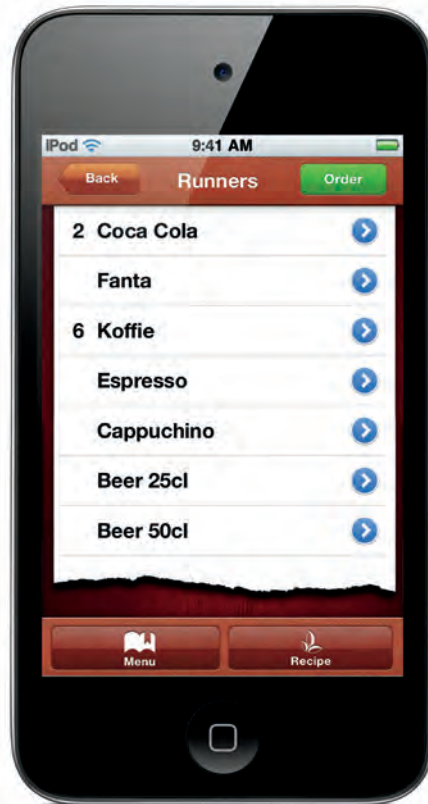 iPod 9:41 AM
Back Runners Order
2 Coca Cola
Fanta
6 Koffie
Espresso
Cappuchino
Beer 25cl
Beer 50cl
Menu Recipe